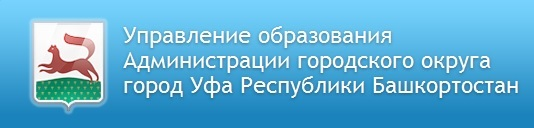 Управление образования
Администрации городского округа
город Уфа Республики Башкортостан